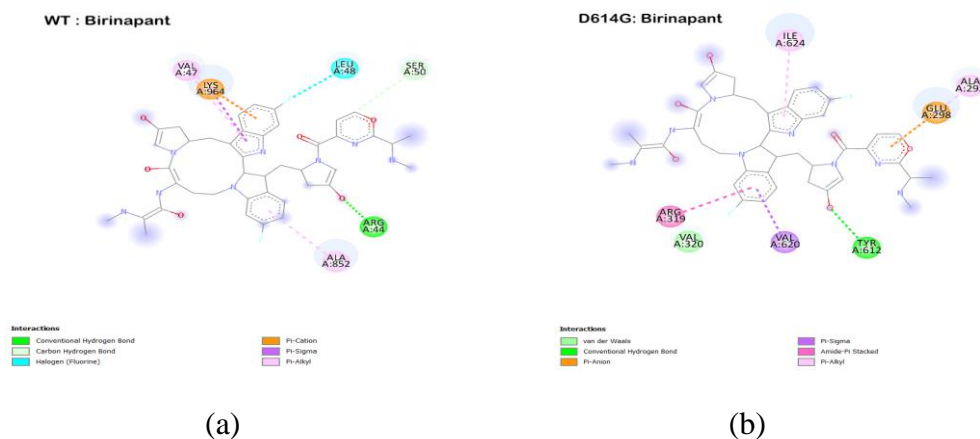 WT : Birinapant
VAL
A:47
LYS
A:964
LEU
A:48
SER
A:50
ARG
A:44
ALA
A:852
Interactions
Conventional Hydrogen Bond
Carbon Hydrogen Bond
Halogen (Fluorine)
Pi-Cation
Pi-Sigma
Pi-Alkyl
(a)
D614G: Birinapant
ILE
A:624
ALA
GLU
A:298
ARG
A:319
VAL
A:320
VAL
A:620
TYR
A:612
Interactions
van der Waals
Conventional Hydrogen Bond
Pi-Anion
Pi-Sigma
Amide-Pi Stacked
Pi-Alkyl
(b)